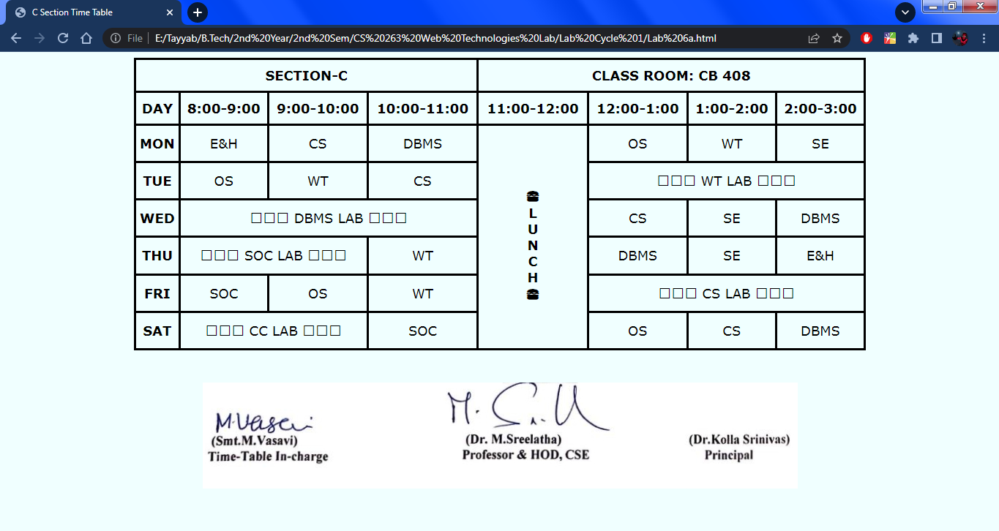 C Section Time Table
File E:/Tayyab/B.Tech/2nd%20Year/2nd%20Sem/CS%20263%20Web%20Technologies%20Lab/Lab%20Cycle%201/Lab%206a.html
SECTION-C CLASS ROOM: CB 408
DAY 8:00-9:00 9:00-10:00 10:00-11:00 11:00-12:00 12:00-1:00 1:00-2:00 2:00-3:00
MON E&H CS DBMS OS WT SE
TUE OS WT CS □□□ WT LAB □□□
WED □□□ DBMS LAB □□□ CS SE DBMS
THU □□□ SOC LAB □□□ WT DBMS SE E&H
FRI SOC OS WT □□□ CS LAB □□□
SAT □□□ CC LAB □□□ SOC OS CS DBMS
L
U
N
C
H
M.Vasavi
(Smt.M.Vasavi) (Dr. M.Sreelatha) (Dr.Kolla Srinivas)
Time-Table In-charge Professor & HOD, CSE Principal